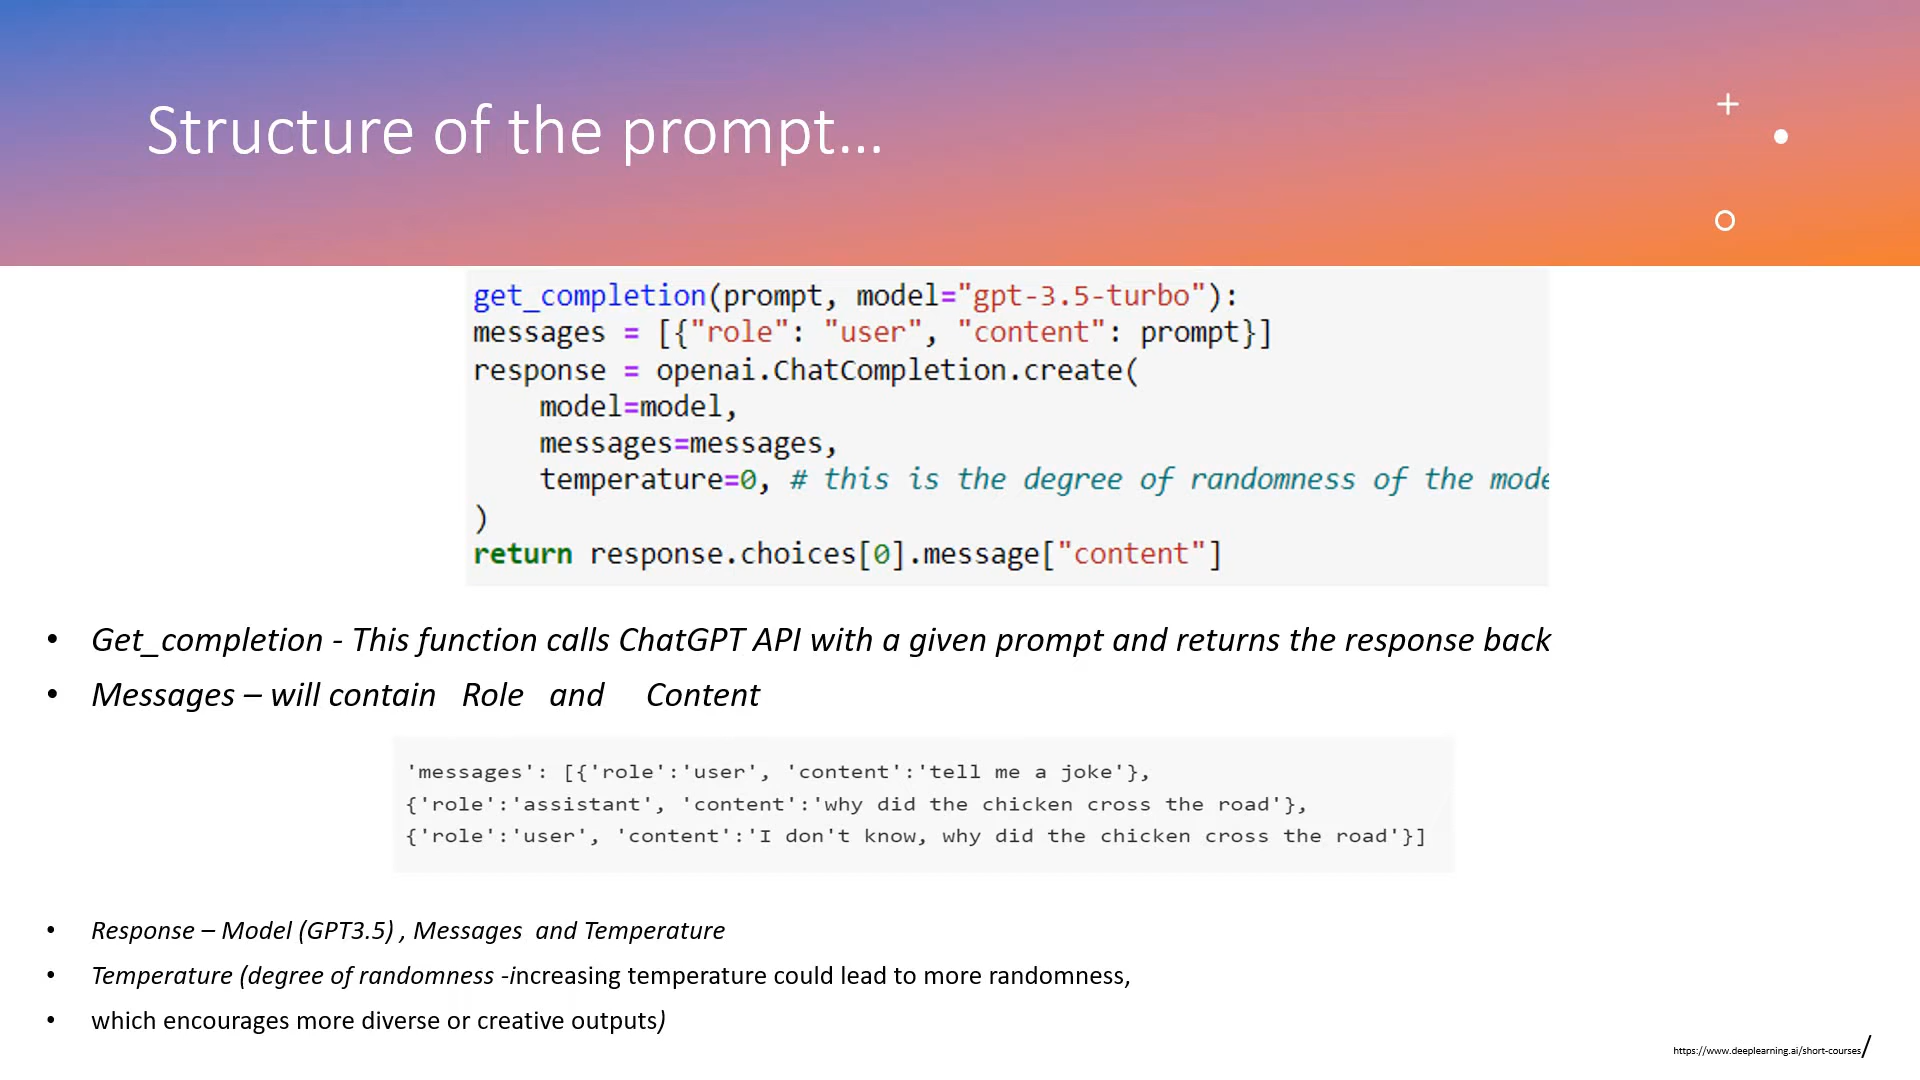 Structure of the prompt...
get_completion(prompt, model="gpt-3.5-turbo"):
messages = [{"role": "user", "content": prompt}]
response = openai.ChatCompletion.create(
    model=model,
    messages=messages,
    temperature=0, # this is the degree of randomness of the mode
)
return response.choices[0].message["content"]
• Get_completion - This function calls ChatGPT API with a given prompt and returns the response back
• Messages – will contain Role and Content
'messages': [{'role':'user', 'content':'tell me a joke'},
{'role':'assistant', 'content':'why did the chicken cross the road'},
{'role':'user', 'content':'I don't know, why did the chicken cross the road'}]
• Response – Model (GPT3.5) , Messages and Temperature
• Temperature (degree of randomness -increasing temperature could lead to more randomness,
• which encourages more diverse or creative outputs)
https://www.deeplearning.ai/short-courses/